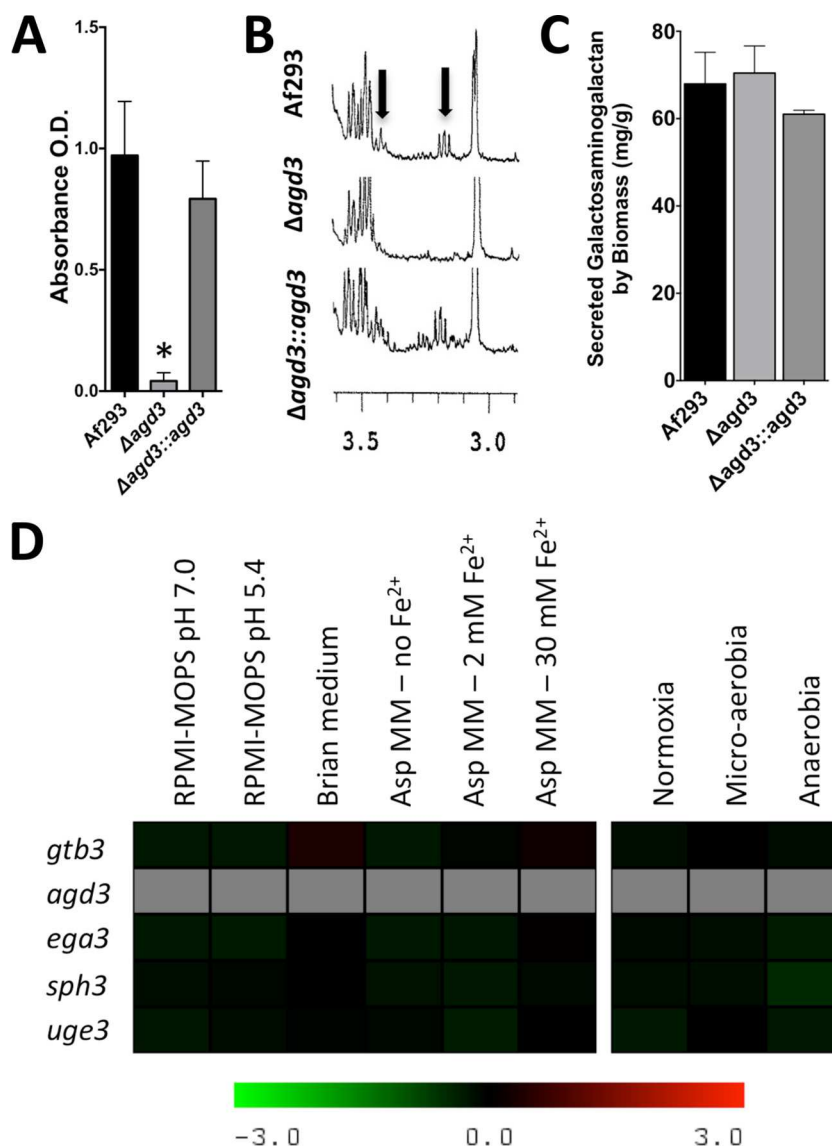 A
Absorbance O.D.
1.5
1.0
0.5
0.0
*
Af293
Δagd3
Δagd3::agd3
B
Af293
Δagd3
Δagd3::agd3
3.5
3.0
C
Secreted Galactosaminogalactan
by Biomass (mg/g)
80
60
40
20
0
Af293
Δagd3
Δagd3::agd3
D
RPMI-MOPS pH 7.0
RPMI-MOPS pH 5.4
Brian medium
Asp MM – no Fe²⁺
Asp MM – 2 mM Fe²⁺
Asp MM – 30 mM Fe²⁺
Normoxia
Micro-aerobia
Anaerobia
gtb3
agd3
ega3
sph3
uge3
-3.0
0.0
3.0